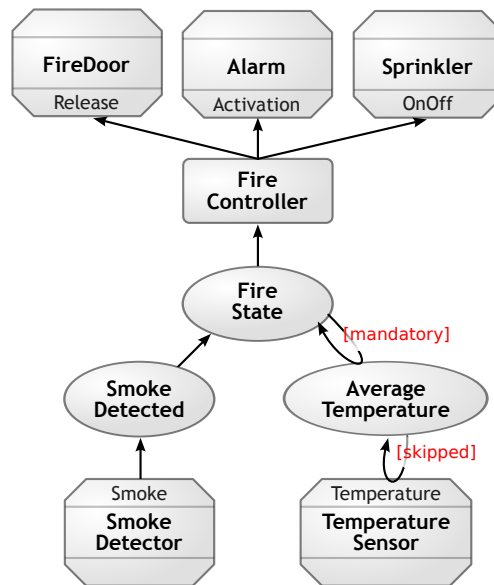 FireDoor
Release
Alarm
Activation
Sprinkler
OnOff
Fire
Controller
Fire
State
[mandatory]
Smoke
Detected
Average
Temperature
[skipped]
Smoke
Smoke
Detector
Temperature
Temperature
Sensor